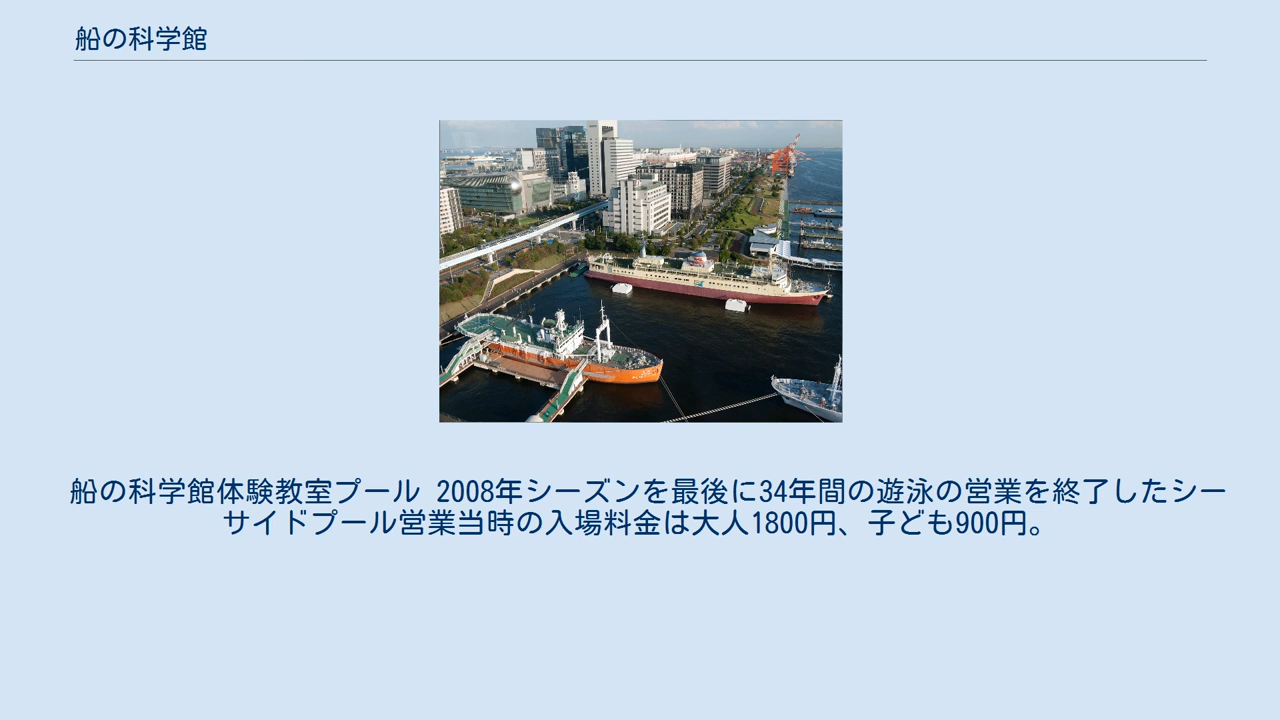 船の科学館
船の科学館体験教室プール 2008年シーズンを最後に34年間の遊泳の営業を終了したシー
サイドプール営業当時の入場料金は大人1800円、子ども900円。